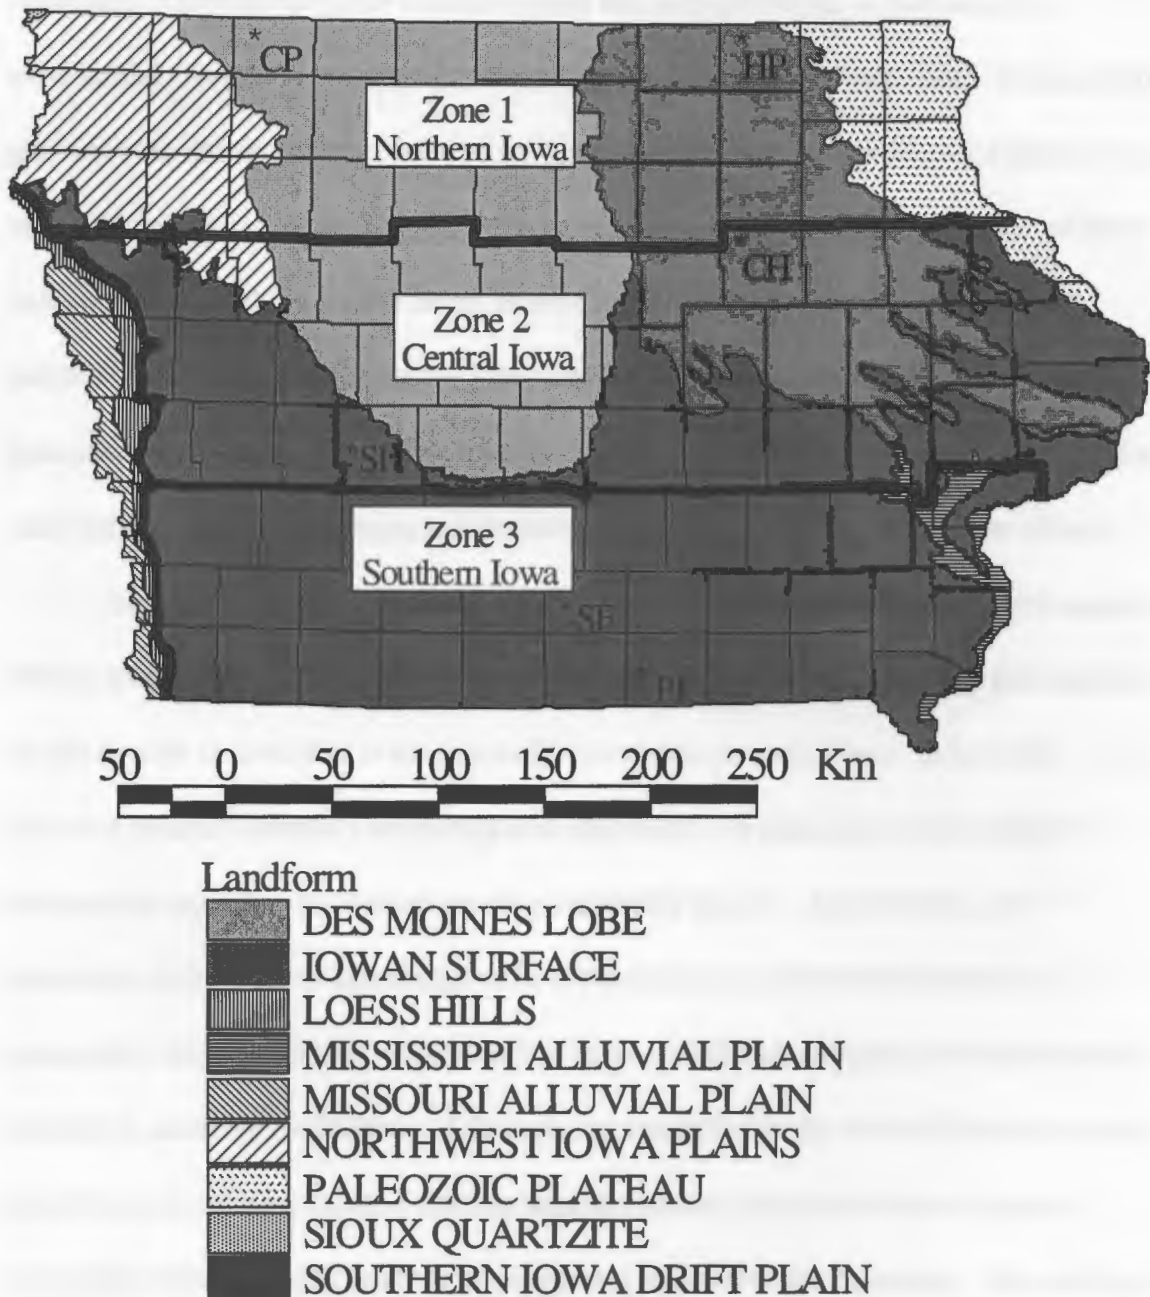 * CP
HP
Zone 1
Northern Iowa
* CH
Zone 2
Central Iowa
*SH
Zone 3
Southern Iowa
*SF
50 0 50 100 150 200 250 Km
Landform
DES MOINES LOBE
IOWAN SURFACE
LOESS HILLS
MISSISSIPPI ALLUVIAL PLAIN
MISSOURI ALLUVIAL PLAIN
NORTHWEST IOWA PLAINS
PALEOZOIC PLATEAU
SIOUX QUARTZITE
SOUTHERN IOWA DRIFT PLAIN